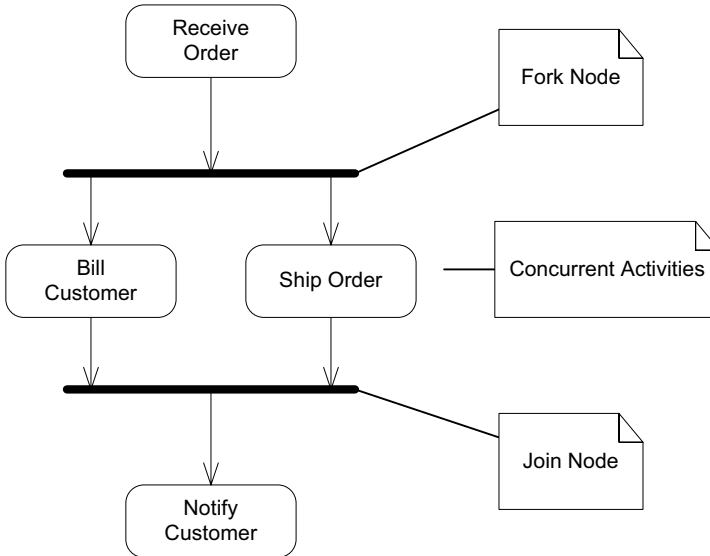 Receive
Order
Fork Node
Bill
Customer
Ship Order
Concurrent Activities
Join Node
Notify
Customer